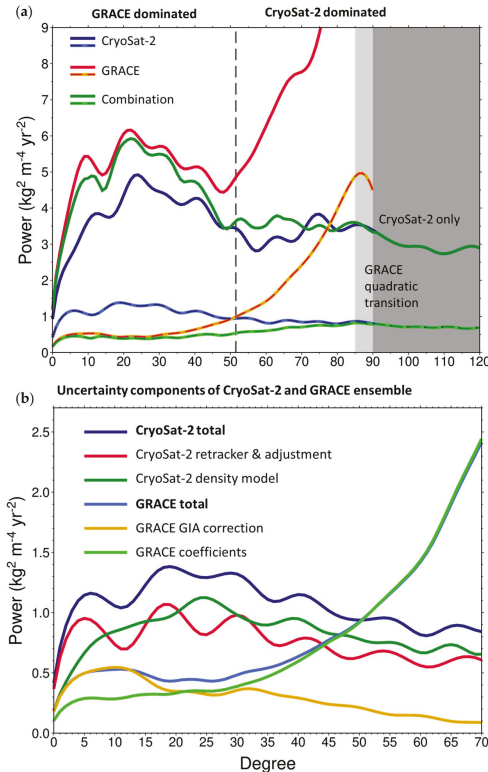 (a)
GRACE dominated CryoSat-2 dominated
9
8
7
6
5
4
3
2
1
0
Power (kg² m⁻⁴ yr⁻²)
CryoSat-2
GRACE
Combination
CryoSat-2 only
GRACE
quadratic
transition
0 10 20 30 40 50 60 70 80 90 100 110 120
Uncertainty components of CryoSat-2 and GRACE ensemble
(b)
2.5
2.0
1.5
1.0
0.5
0.0
Power (kg² m⁻⁴ yr⁻²)
CryoSat-2 total
CryoSat-2 retracker & adjustment
CryoSat-2 density model
GRACE total
GRACE GIA correction
GRACE coefficients
0 5 10 15 20 25 30 35 40 45 50 55 60 65 70
Degree